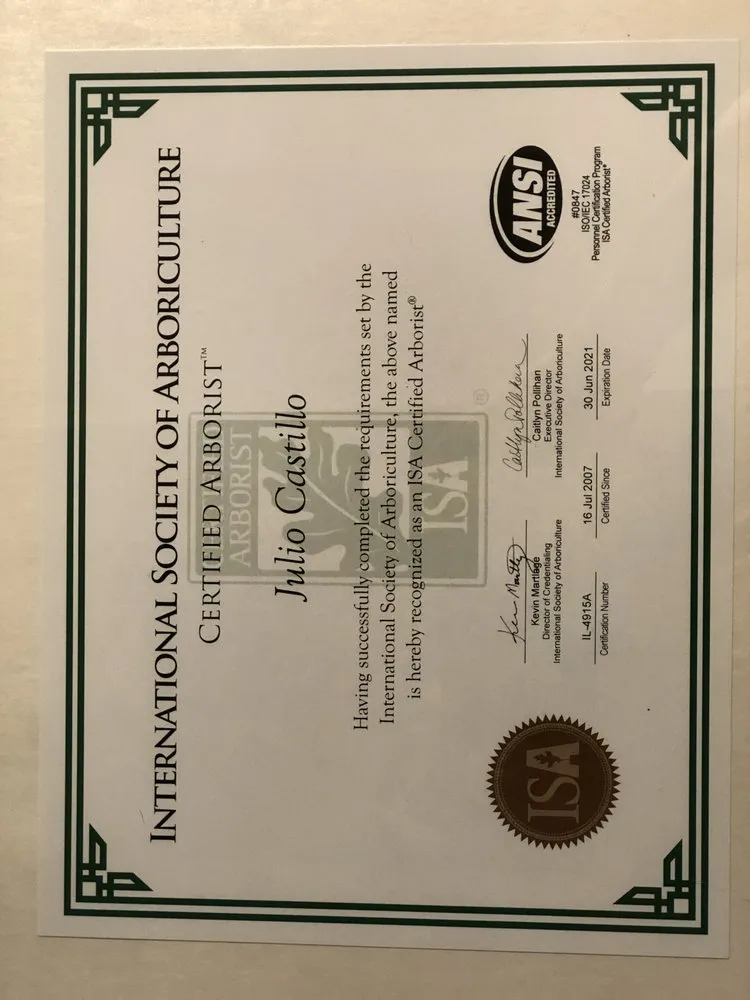 INTERNATIONAL SOCIETY OF ARBORICULTURE
CERTIFIED ARBORIST™
ARBORIST
Julio Castillo
ISA
®
Having successfully completed the requirements set by the
International Society of Arboriculture, the above named
is hereby recognized as an ISA Certified Arborist®
ISA
Ken Martlage
Kevin Martlage
Director of Credentialing
International Society of Arboriculture
Caitlyn Pollihan
Caitlyn Pollihan
Executive Director
International Society of Arboriculture
IL-4915A
Certification Number
16 Jul 2007
Certified Since
30 Jun 2021
Expiration Date
ANSI
ACCREDITED
#0847
ISO/IEC 17024
Personnel Certification Program
ISA Certified Arborist®